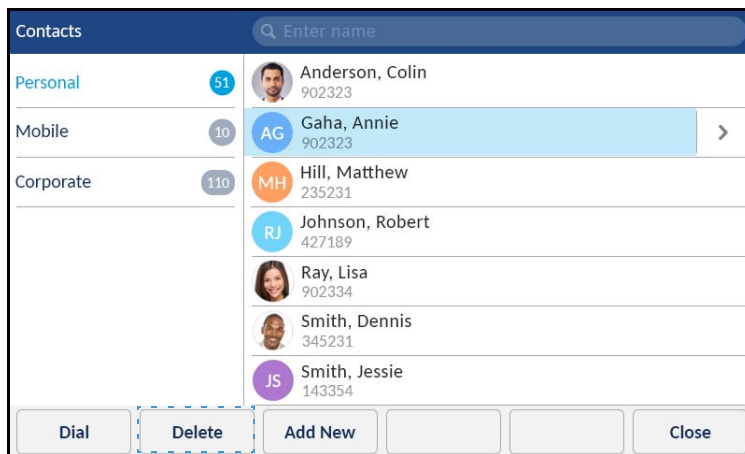 Contacts
Enter name
Personal 51
Mobile 10
Corporate 110
Anderson, Colin
902323
AG Gaha, Annie
902323
MH Hill, Matthew
235231
RJ Johnson, Robert
427189
Ray, Lisa
902334
Smith, Dennis
345231
JS Smith, Jessie
143354
Dial Delete Add New Close